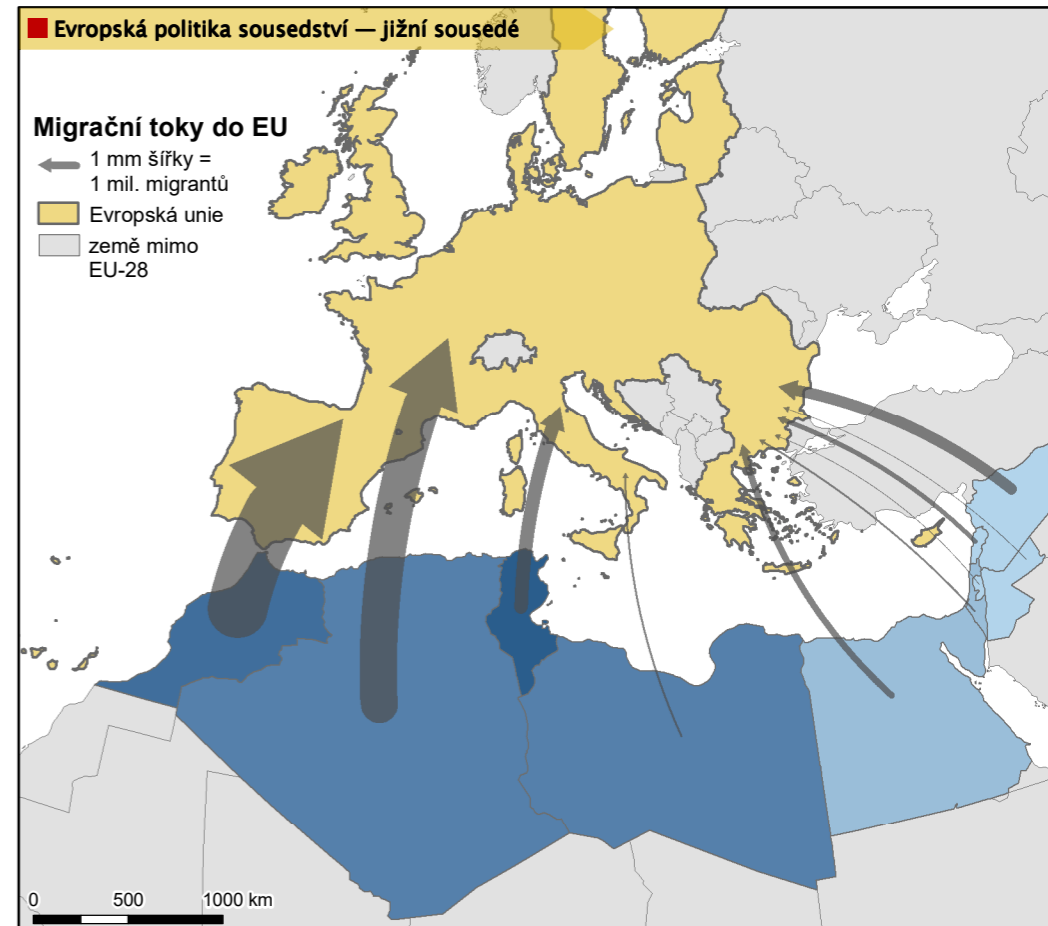 Evropská politika sousedství — jižní sousedé
Migrační toky do EU
1 mm šířky =
1 mil. migrantů
Evropská unie
země mimo
EU-28
0 500 1000 km